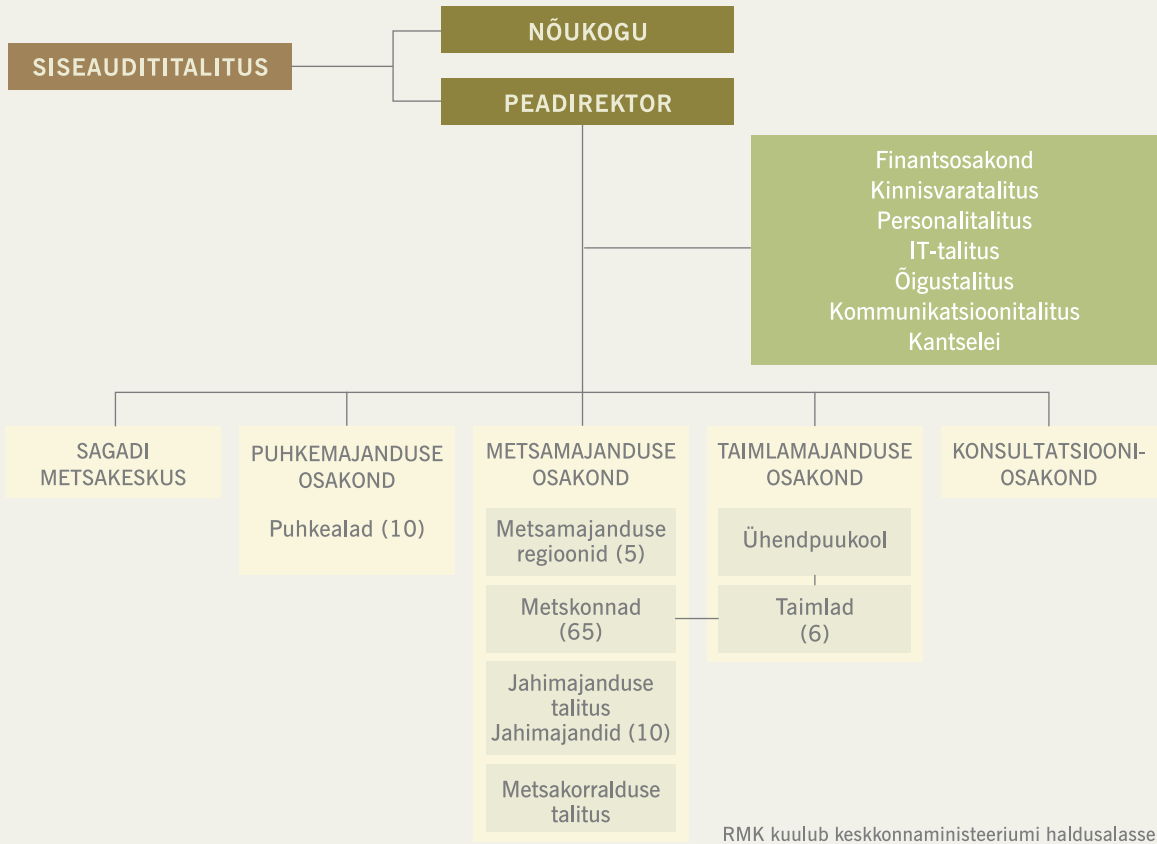 NÕUKOGU
SISEAUDITITALITUS
PEADIREKTOR
Finantsosakond
Kinnisvaratalitus
Personalitalitus
IT-talitus
Õigustalitus
Kommunikatsioonitalitus
Kantselei
SAGADI
METSAKESKUS
PUHKEMAJANDUSE
OSAKOND
Puhkealad (10)
METSAMAJANDUSE
OSAKOND
Metsamajanduse
regioonid (5)
Metskonnad
(65)
Jahimajanduse
talitus
Jahimajandid (10)
Metsakorralduse
talitus
TAIMLAMAJANDUSE
OSAKOND
Ühendpuukool
Taimlad
(6)
KONSULTATSIOONI-
OSAKOND
RMK kuulub keskkonnaministeeriumi haldusalasse